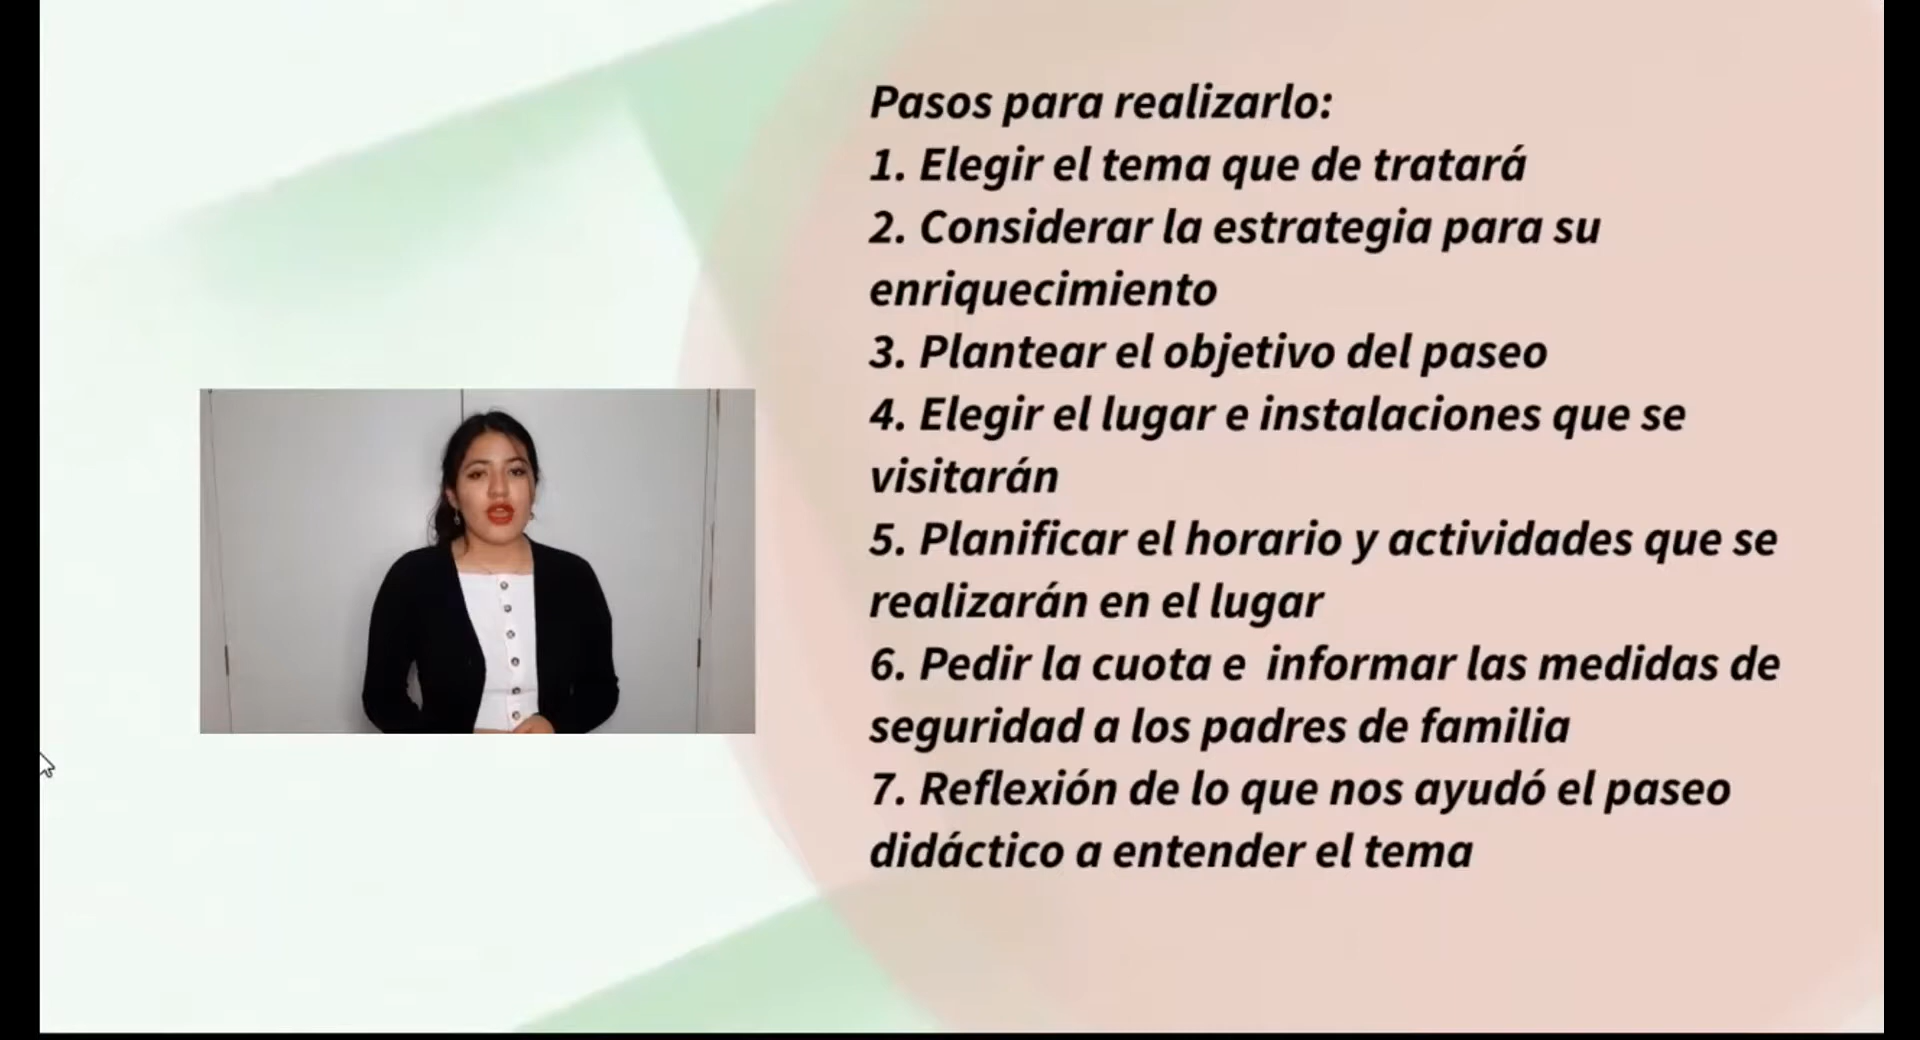 Pasos para realizarlo:
1. Elegir el tema que de tratará
2. Considerar la estrategia para su
enriquecimiento
3. Plantear el objetivo del paseo
4. Elegir el lugar e instalaciones que se
visitarán
5. Planificar el horario y actividades que se
realizarán en el lugar
6. Pedir la cuota e  informar las medidas de
seguridad a los padres de familia
7. Reflexión de lo que nos ayudó el paseo
didáctico a entender el tema